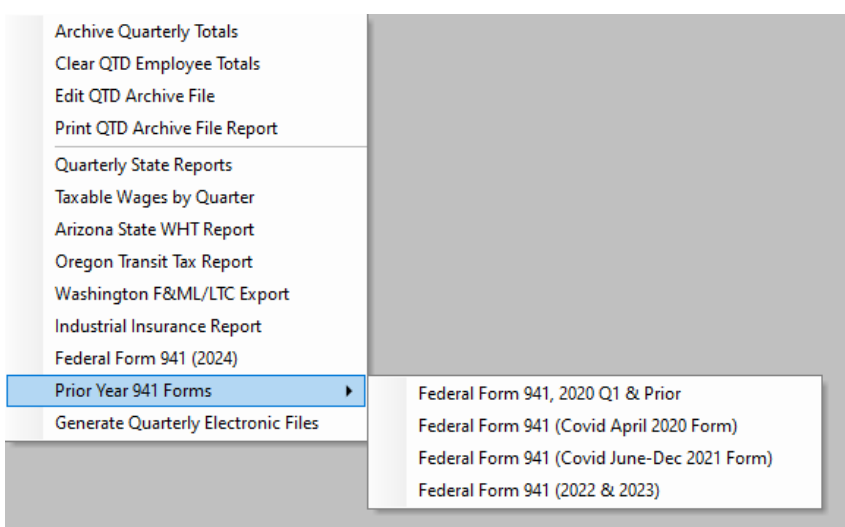 Archive Quarterly Totals
Clear QTD Employee Totals
Edit QTD Archive File
Print QTD Archive File Report
Quarterly State Reports
Taxable Wages by Quarter
Arizona State WHT Report
Oregon Transit Tax Report
Washington F&ML/LTC Export
Industrial Insurance Report
Federal Form 941 (2024)
Prior Year 941 Forms
Generate Quarterly Electronic Files
Federal Form 941, 2020 Q1 & Prior
Federal Form 941 (Covid April 2020 Form)
Federal Form 941 (Covid June-Dec 2021 Form)
Federal Form 941 (2022 & 2023)